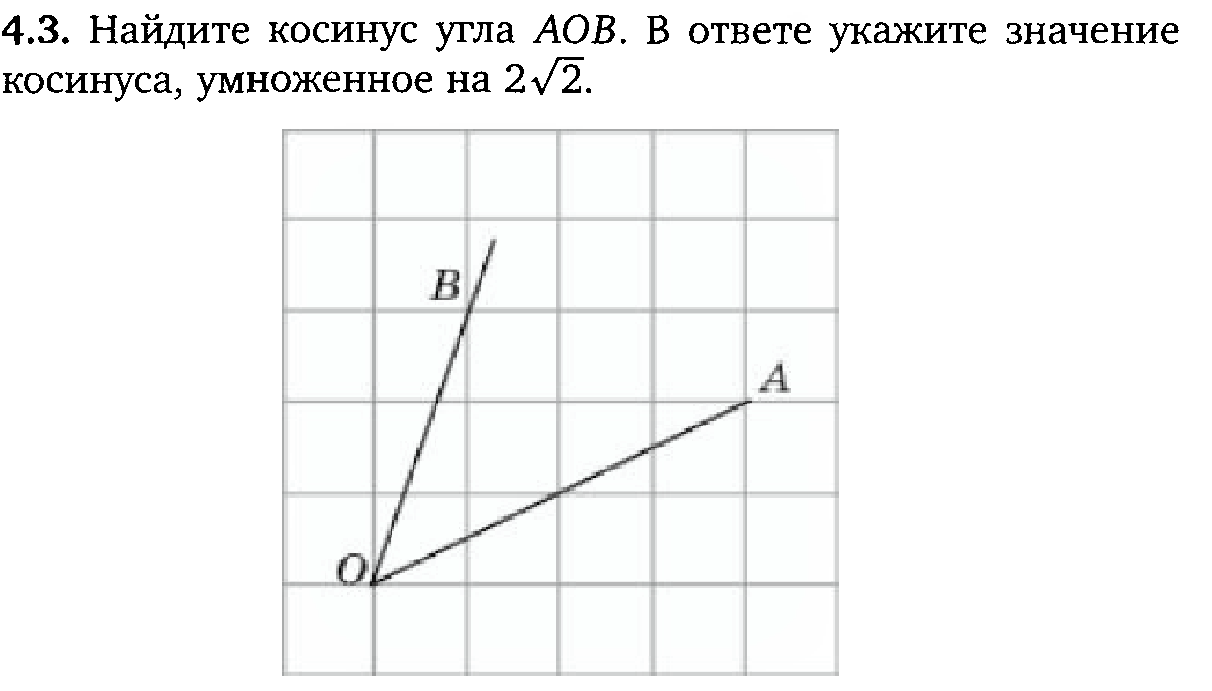 4.3. Найдите косинус угла AOB. В ответе укажите значение
косинуса, умноженное на 2√2.
B
A
O